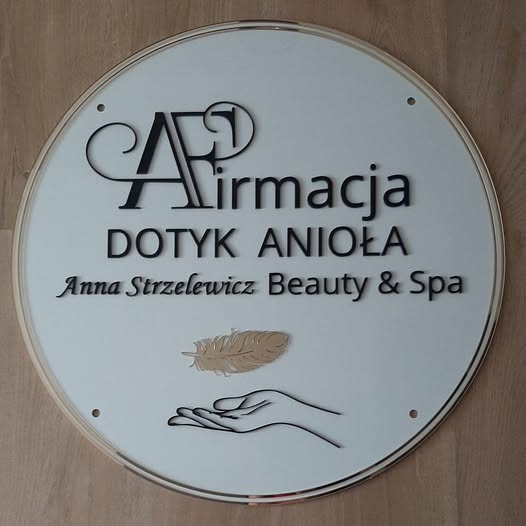 AFirmacja
DOTYK ANIOŁA
Anna Strzelewicz Beauty & Spa